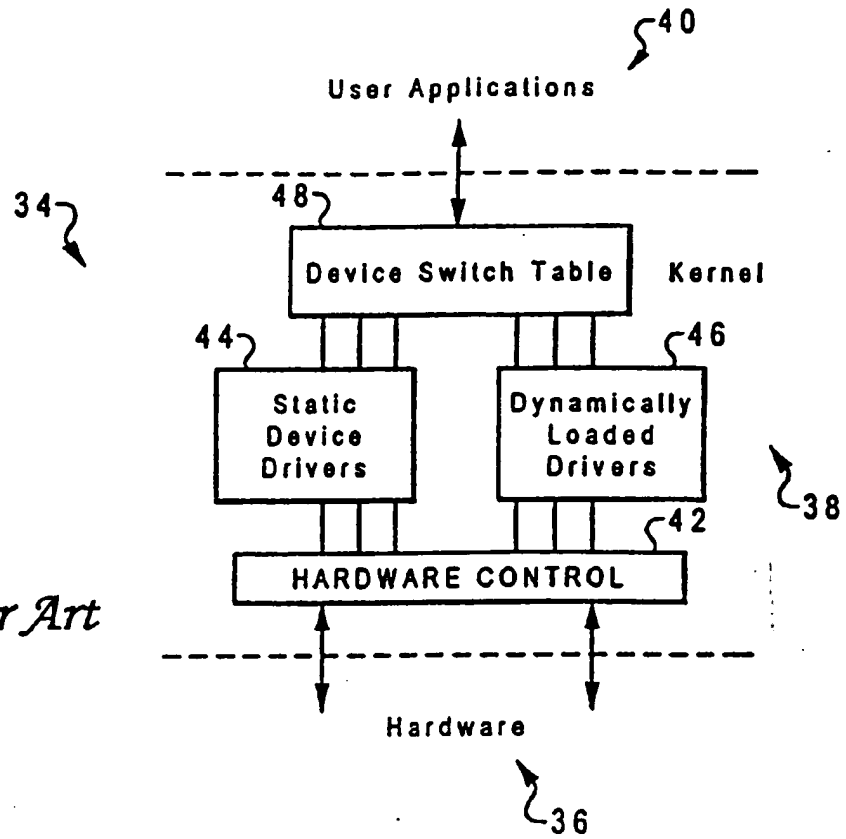 40
User Applications
34
48
Device Switch Table
Kernel
44
46
Static
Device
Drivers
Dynamically
Loaded
Drivers
38
42
HARDWARE CONTROL
r Art
Hardware
36